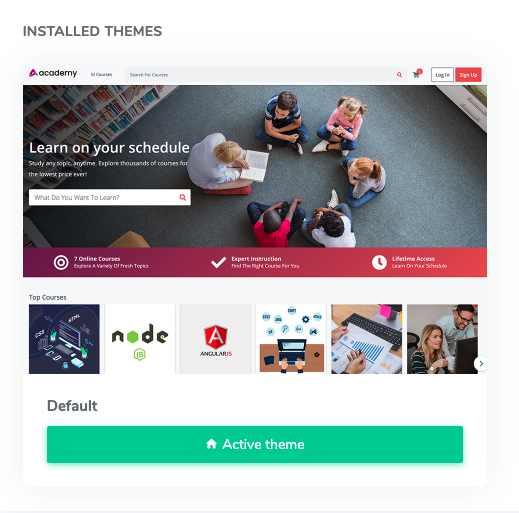 INSTALLED THEMES
academy
Courses
Search For Courses
Log In
Sign Up
Learn on your schedule
Study any topic, anytime. Explore thousands of courses for
the lowest price ever!
What Do You Want To Learn?
7 Online Courses
Explore A Variety Of Fresh Topics
Expert Instruction
Find The Right Course For You
Lifetime Access
Learn On Your Schedule
Top Courses
CSS
HTML
node
JS
ANGULARJS
Default
Active theme